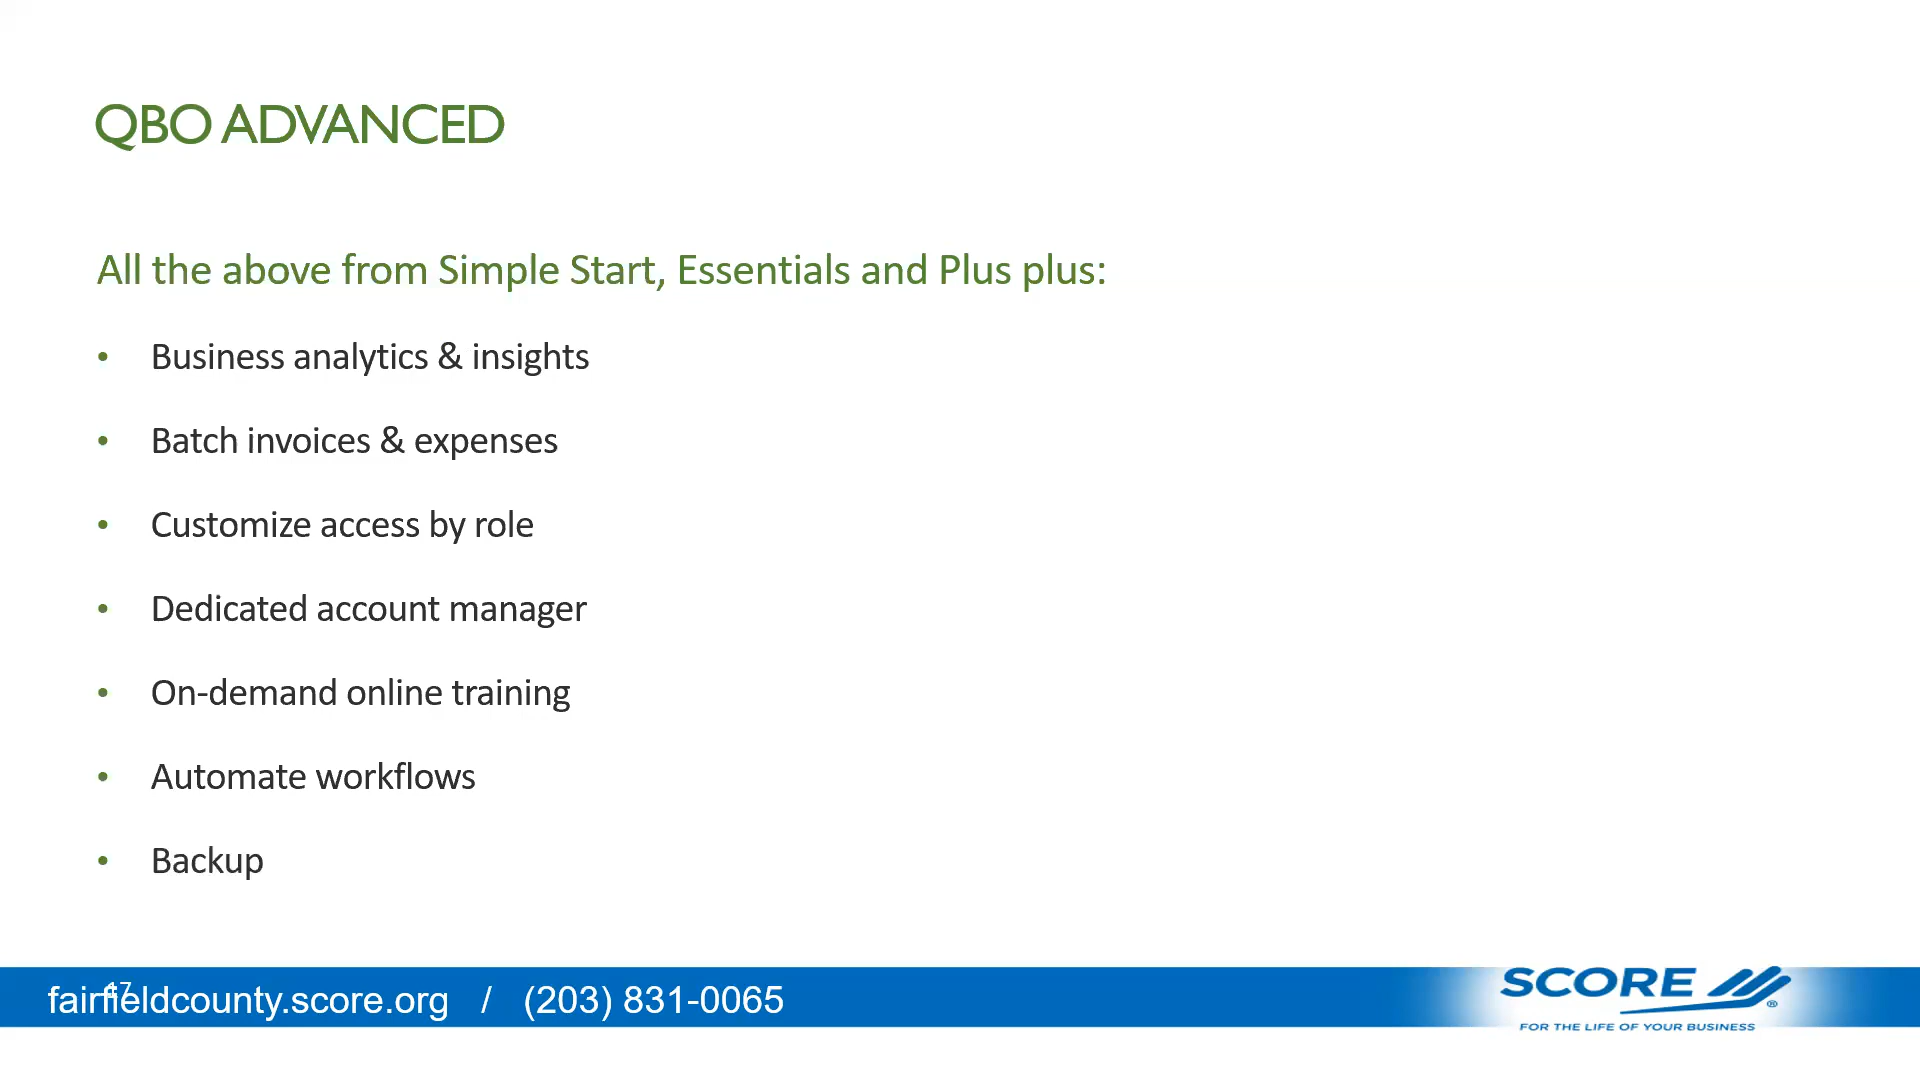 QBO ADVANCED
All the above from Simple Start, Essentials and Plus plus:
• Business analytics & insights
• Batch invoices & expenses
• Customize access by role
• Dedicated account manager
• On-demand online training
• Automate workflows
• Backup
fairfieldcounty.score.org / (203) 831-0065
17
SCORE®
FOR THE LIFE OF YOUR BUSINESS